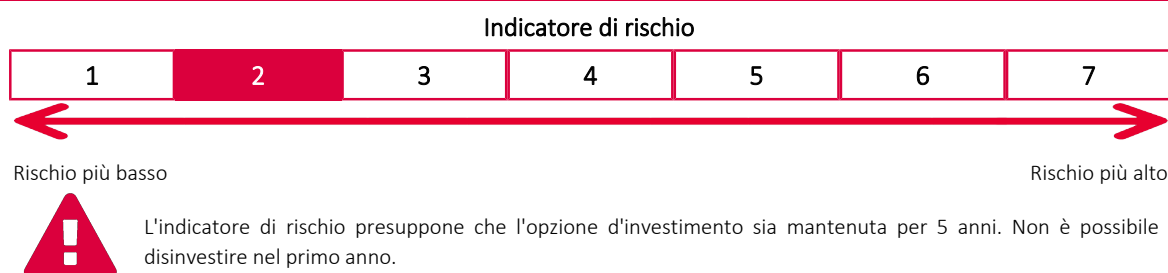 Indicatore di rischio
1 2 3 4 5 6 7
Rischio più basso Rischio più alto
L'indicatore di rischio presuppone che l'opzione d'investimento sia mantenuta per 5 anni. Non è possibile
disinvestire nel primo anno.